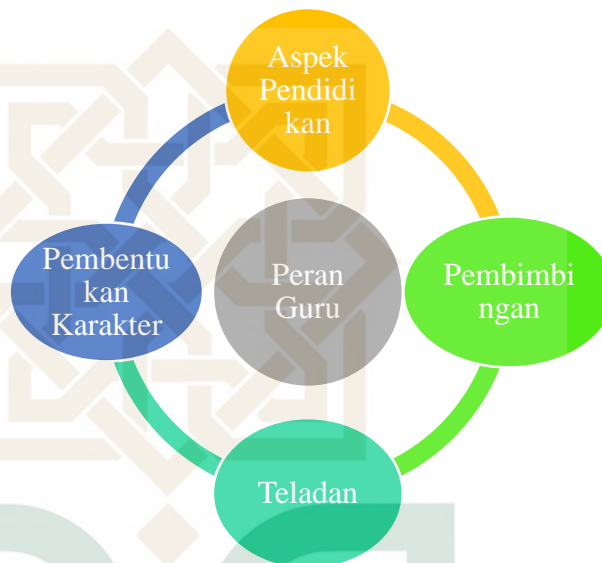 Aspek
Pendidi
kan
Pembentu
kan
Karakter
Peran
Guru
Pembimbi
ngan
Teladan